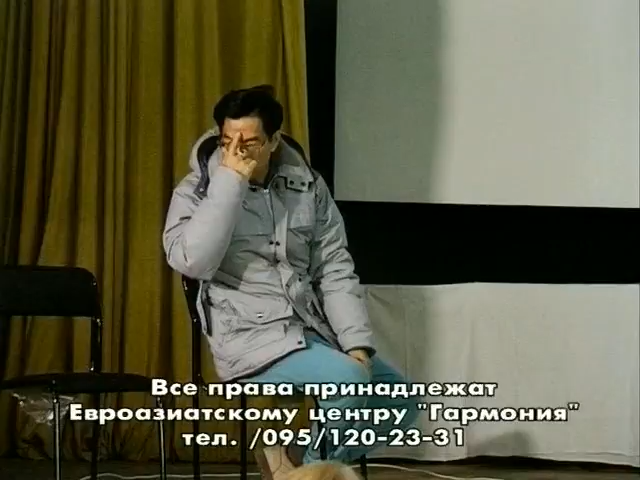 Все права принадлежат
Евроазиатскому центру "Гармония"
тел. /095/120-23-31